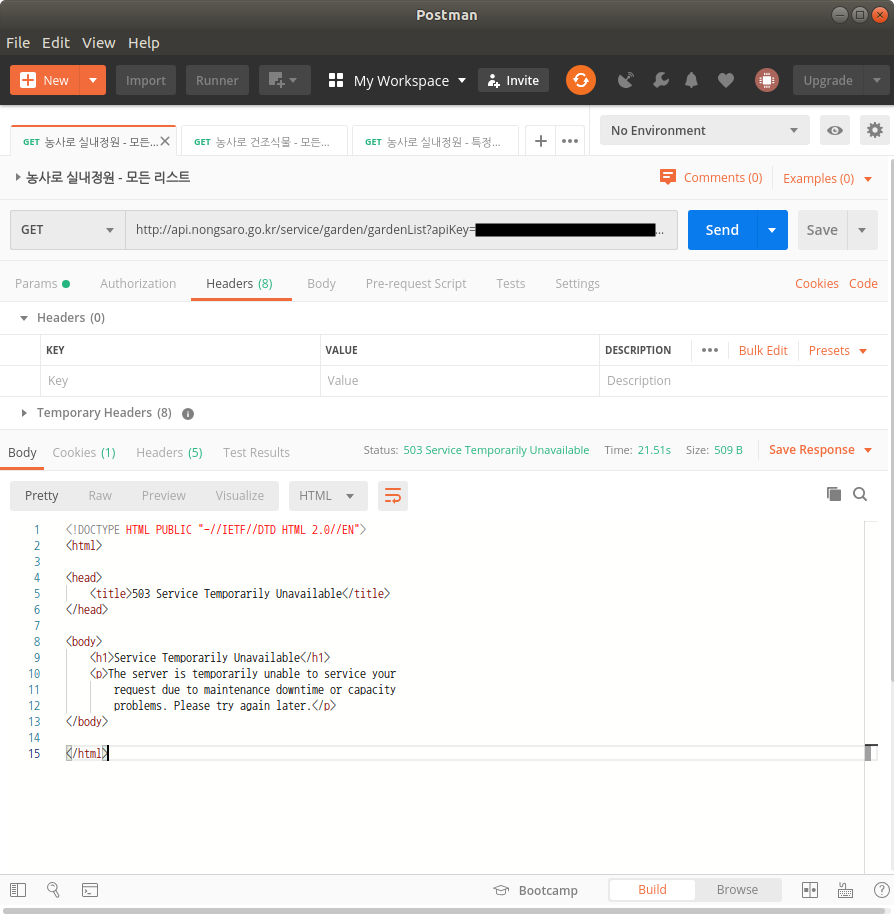 Postman
File Edit View Help
New Import Runner My Workspace Invite Upgrade
GET 농사로 실내정원 - 모든... GET 농사로 건조식물 - 모든... GET 농사로 실내정원 - 특정... No Environment
농사로 실내정원 - 모든 리스트 Comments (0) Examples (0)
GET http://api.nongsaro.go.kr/service/garden/gardenList?apiKey= ... Send Save
Params Authorization Headers (8) Body Pre-request Script Tests Settings Cookies Code
Headers (0)
KEY VALUE DESCRIPTION Bulk Edit Presets
Key Value Description
Temporary Headers (8)
Body Cookies (1) Headers (5) Test Results Status: 503 Service Temporarily Unavailable Time: 21.51s Size: 509 B Save Response
Pretty Raw Preview Visualize HTML
1 <!DOCTYPE HTML PUBLIC "-//IETF//DTD HTML 2.0//EN">
2 <html>
3
4 <head>
5 <title>503 Service Temporarily Unavailable</title>
6 </head>
7
8 <body>
9 <h1>Service Temporarily Unavailable</h1>
10 <p>The server is temporarily unable to service your
11 request due to maintenance downtime or capacity
12 problems. Please try again later.</p>
13 </body>
14
15 </html>
Bootcamp Build Browse